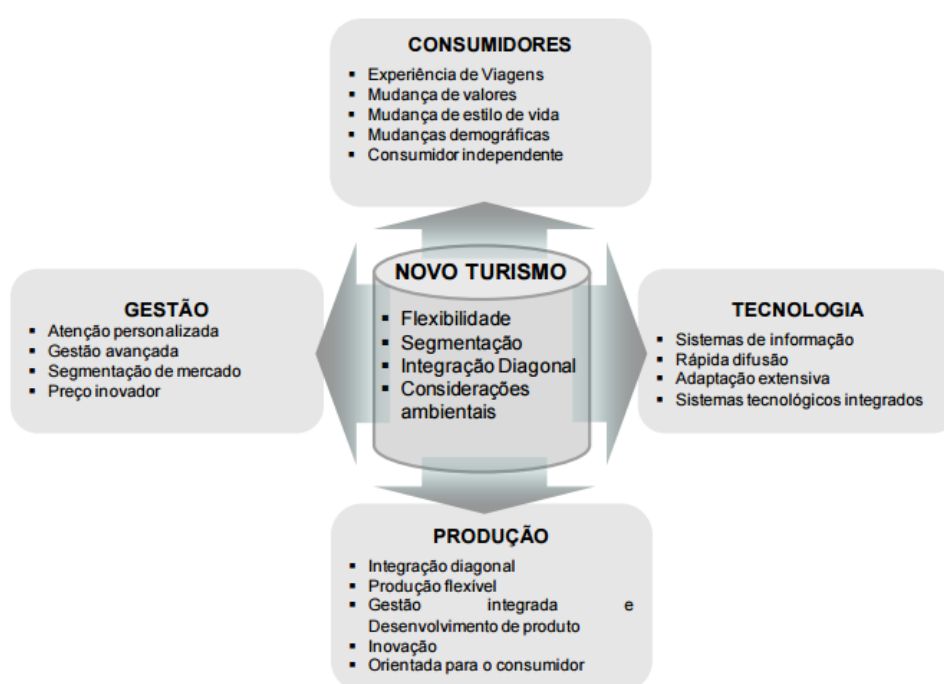 CONSUMIDORES
▪ Experiência de Viagens
▪ Mudança de valores
▪ Mudança de estilo de vida
▪ Mudanças demográficas
▪ Consumidor independente
NOVO TURISMO
▪ Flexibilidade
▪ Segmentação
▪ Integração Diagonal
▪ Considerações
ambientais
GESTÃO
▪ Atenção personalizada
▪ Gestão avançada
▪ Segmentação de mercado
▪ Preço inovador
TECNOLOGIA
▪ Sistemas de informação
▪ Rápida difusão
▪ Adaptação extensiva
▪ Sistemas tecnológicos integrados
PRODUÇÃO
▪ Integração diagonal
▪ Produção flexível
▪ Gestão integrada e
Desenvolvimento de produto
▪ Inovação
▪ Orientada para o consumidor